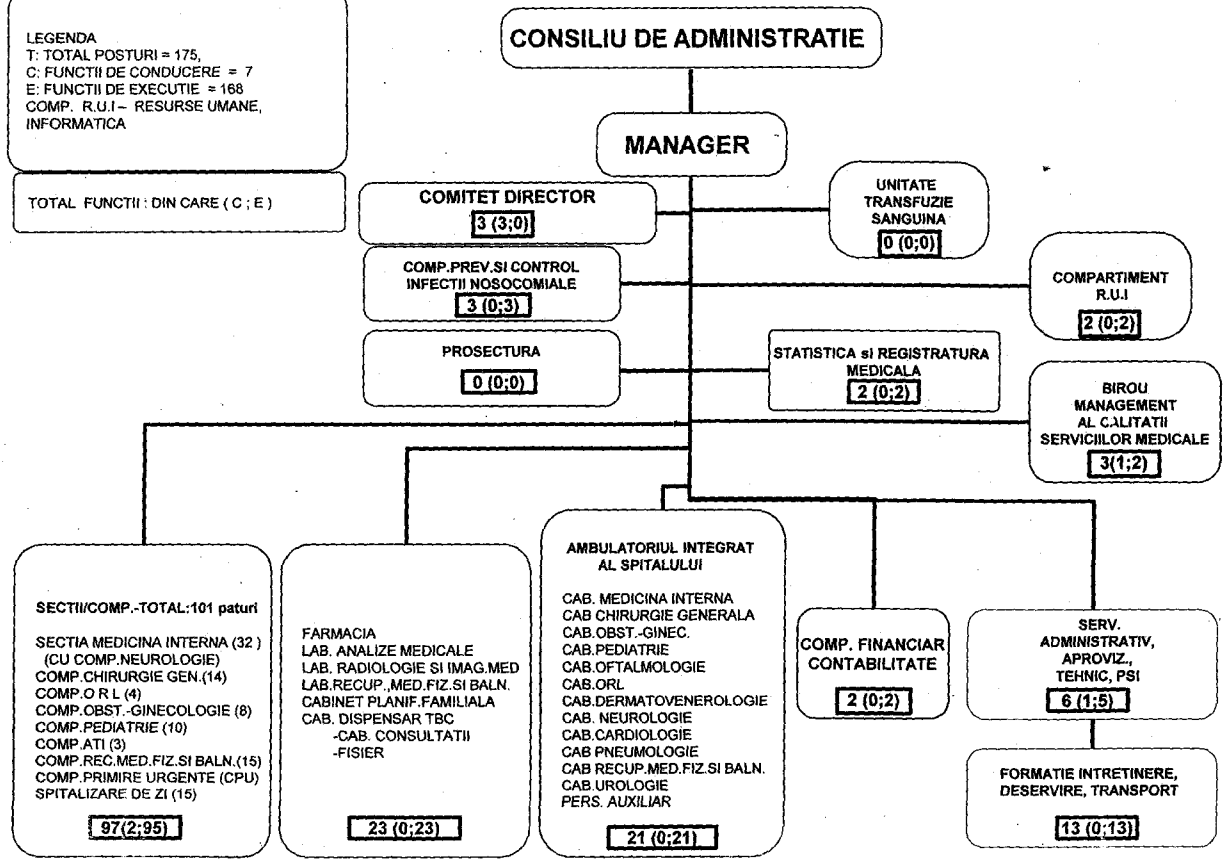 LEGENDA
T: TOTAL POSTURI = 175,
C: FUNCTII DE CONDUCERE = 7
E: FUNCTII DE EXECUTIE = 168
COMP. R.U.I – RESURSE UMANE,
INFORMATICA
TOTAL FUNCTII : DIN CARE ( C ; E )
CONSILIU DE ADMINISTRATIE
MANAGER
COMITET DIRECTOR
3 (3;0)
UNITATE
TRANSFUZIE
SANGUINA
0 (0;0)
COMP.PREV.SI CONTROL
INFECTII NOSOCOMIALE
3 (0;3)
COMPARTIMENT
R.U.I
2 (0;2)
PROSECTURA
0 (0;0)
STATISTICA si REGISTRATURA
MEDICALA
2 (0;2)
BIROU
MANAGEMENT
AL CALITATII
SERVICIILOR MEDICALE
3(1;2)
SECTII/COMP.-TOTAL:101 paturi
SECTIA MEDICINA INTERNA (32 )
(CU COMP.NEUROLOGIE)
COMP.CHIRURGIE GEN.(14)
COMP.O R L (4)
COMP.OBST.-GINECOLOGIE (8)
COMP.PEDIATRIE (10)
COMP.ATI (3)
COMP.REC.MED.FIZ.SI BALN.(15)
COMP.PRIMIRE URGENTE (CPU)
SPITALIZARE DE ZI (15)
97(2;95)
FARMACIA
LAB. ANALIZE MEDICALE
LAB. RADIOLOGIE SI IMAG.MED
LAB.RECUP.,MED.FIZ.SI BALN.
CABINET PLANIF.FAMILIALA
CAB. DISPENSAR TBC
-CAB. CONSULTATII
-FISIER
23 (0;23)
AMBULATORIUL INTEGRAT
AL SPITALULUI
CAB. MEDICINA INTERNA
CAB CHIRURGIE GENERALA
CAB.OBST.-GINEC.
CAB.PEDIATRIE
CAB.OFTALMOLOGIE
CAB.ORL
CAB.DERMATOVENEROLOGIE
CAB. NEUROLOGIE
CAB.CARDIOLOGIE
CAB PNEUMOLOGIE
CAB RECUP.MED.FIZ.SI BALN.
CAB.UROLOGIE
PERS. AUXILIAR
21 (0;21)
COMP. FINANCIAR
CONTABILITATE
2 (0;2)
SERV.
ADMINISTRATIV,
APROVIZ.,
TEHNIC, PSI
6 (1;5)
FORMATIE INTRETINERE,
DESERVIRE, TRANSPORT
13 (0;13)